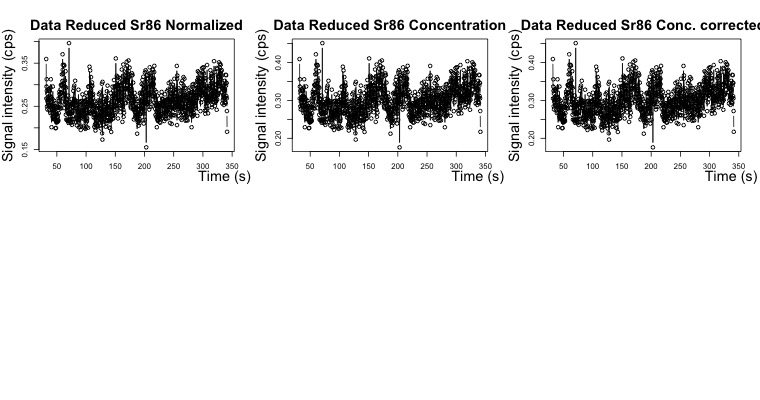 Data Reduced Sr86 Normalized
Signal intensity (cps)
0.15 0.25 0.35
50 100 150 200 250 300 350
Time (s)
Data Reduced Sr86 Concentration
Signal intensity (cps)
0.20 0.30 0.40
50 100 150 200 250 300 350
Time (s)
Data Reduced Sr86 Conc. corrected
Signal intensity (cps)
0.20 0.30 0.40
50 100 150 200 250 300 350
Time (s)